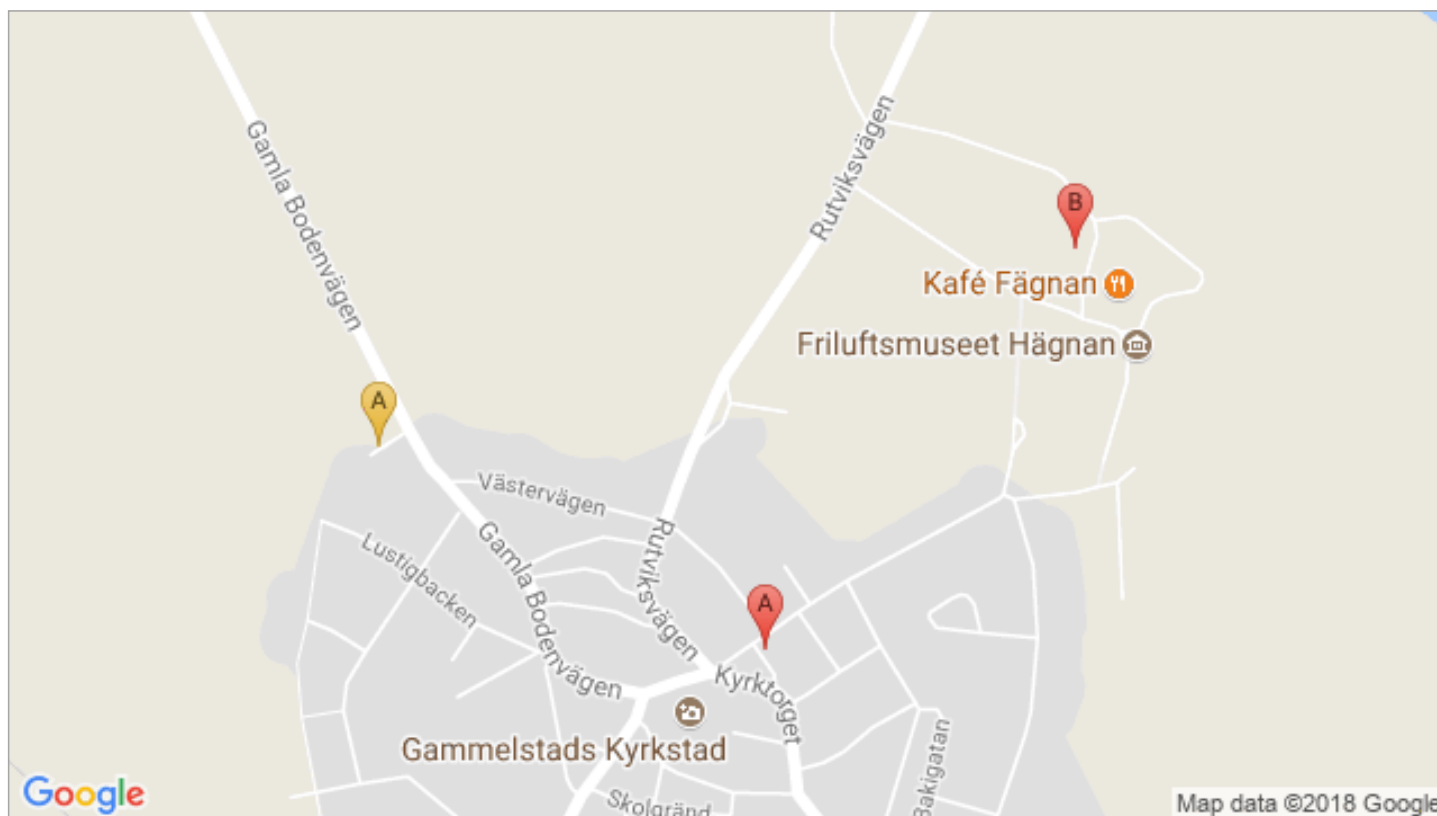 Gamla Bodenvägen
Rutviksvägen
B
Kafé Fägnan
Friluftsmuseet Hägnan
A
Västervägen
Gamla Bodenvägen
Lustigbacken
Rutviksvägen
A
Kyrktorget
Gammelstads Kyrkstad
Bakigatan
Skolgränd
Google
Map data ©2018 Google